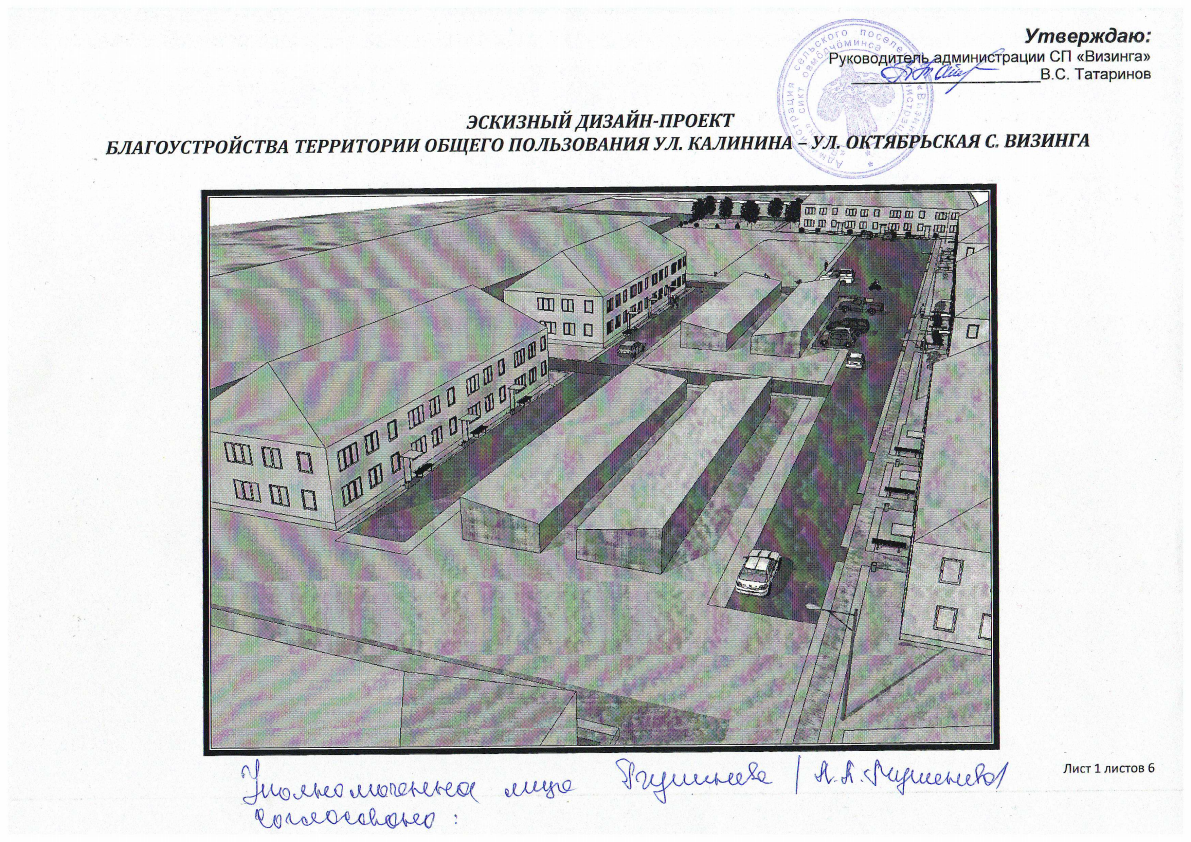 Утверждаю:
Руководитель администрации СП «Визинга»
В.С. Татаринов
ЭСКИЗНЫЙ ДИЗАЙН-ПРОЕКТ
БЛАГОУСТРОЙСТВА ТЕРРИТОРИИ ОБЩЕГО ПОЛЬЗОВАНИЯ УЛ. КАЛИНИНА – УЛ. ОКТЯБРЬСКАЯ С. ВИЗИНГА
Лист 1 листов 6
Уполномоченное лицо
согласовано :